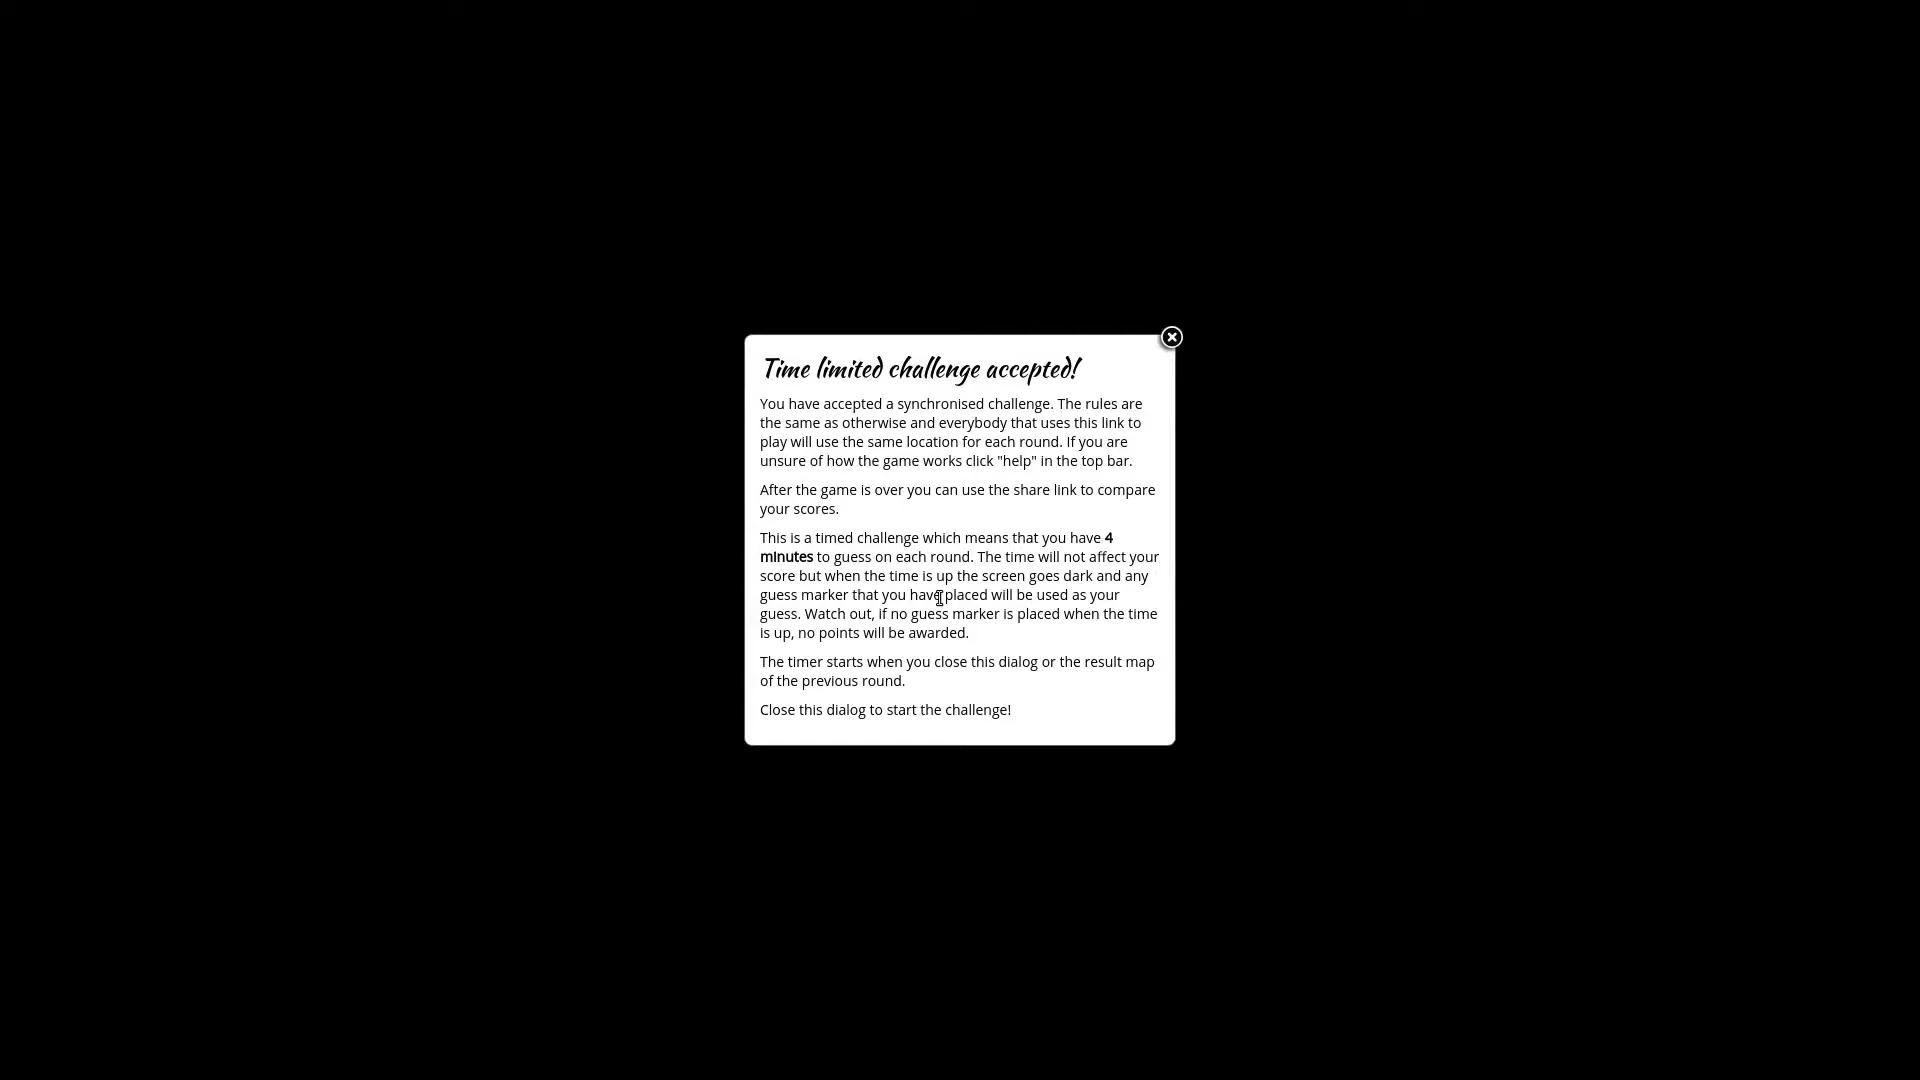 Time limited challenge accepted!
You have accepted a synchronised challenge. The rules are
the same as otherwise and everybody that uses this link to
play will use the same location for each round. If you are
unsure of how the game works click "help" in the top bar.
After the game is over you can use the share link to compare
your scores.
This is a timed challenge which means that you have 4
minutes to guess on each round. The time will not affect your
score but when the time is up the screen goes dark and any
guess marker that you have placed will be used as your
guess. Watch out, if no guess marker is placed when the time
is up, no points will be awarded.
The timer starts when you close this dialog or the result map
of the previous round.
Close this dialog to start the challenge!